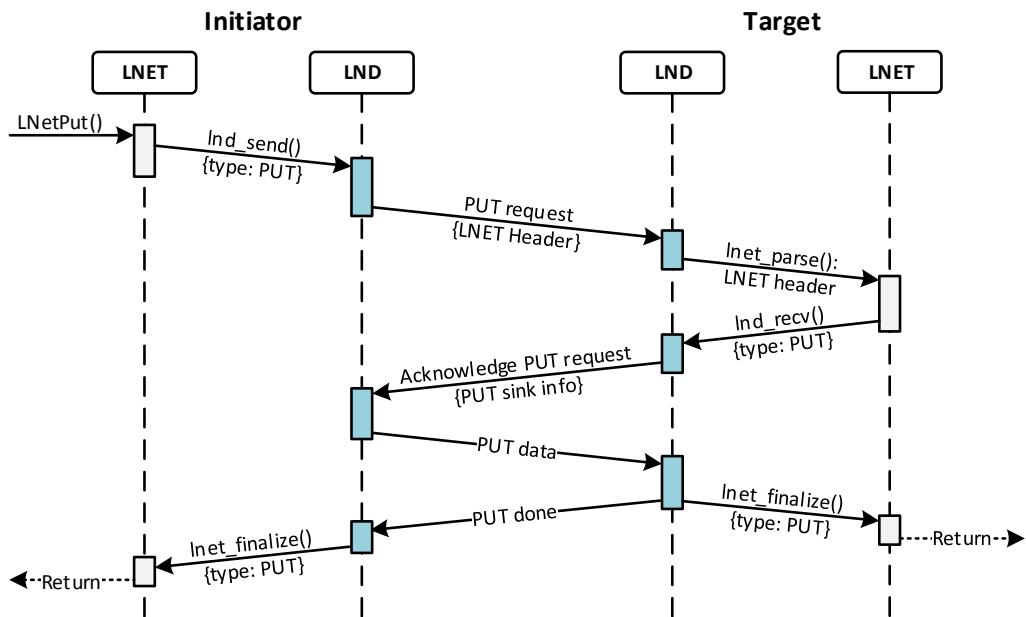 Initiator
Target
LNET
LND
LND
LNET
LNetPut()
lnd_send()
{type: PUT}
PUT request
{LNET Header}
lnet_parse():
LNET header
lnd_recv()
{type: PUT}
Acknowledge PUT request
{PUT sink info}
PUT data
lnet_finalize()
{type: PUT}
PUT done
Return
lnet_finalize()
{type: PUT}
Return